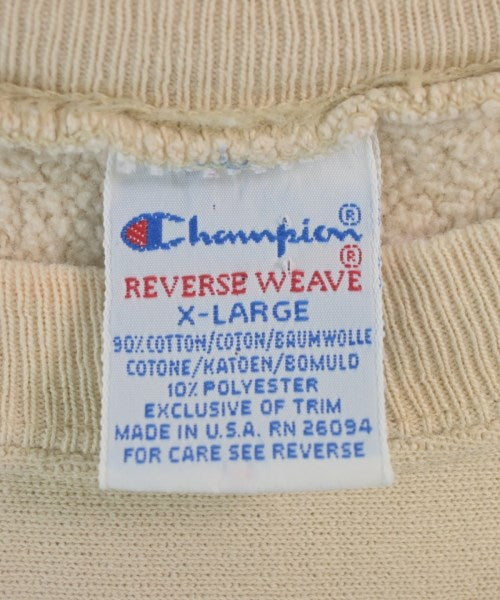 Champion®
REVERSE WEAVE®
X-LARGE
90% COTTON/COTON/BAUMWOLLE
COTONE/KATOEN/BOMULD
10% POLYESTER
EXCLUSIVE OF TRIM
MADE IN U.S.A. RN 26094
FOR CARE SEE REVERSE